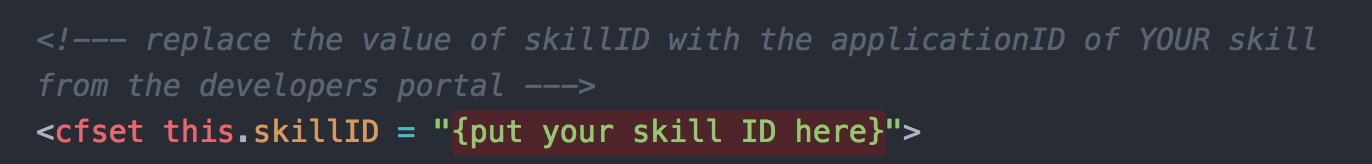 <!--- replace the value of skillID with the applicationID of YOUR skill
from the developers portal --->
<cfset this.skillID = "{put your skill ID here}">